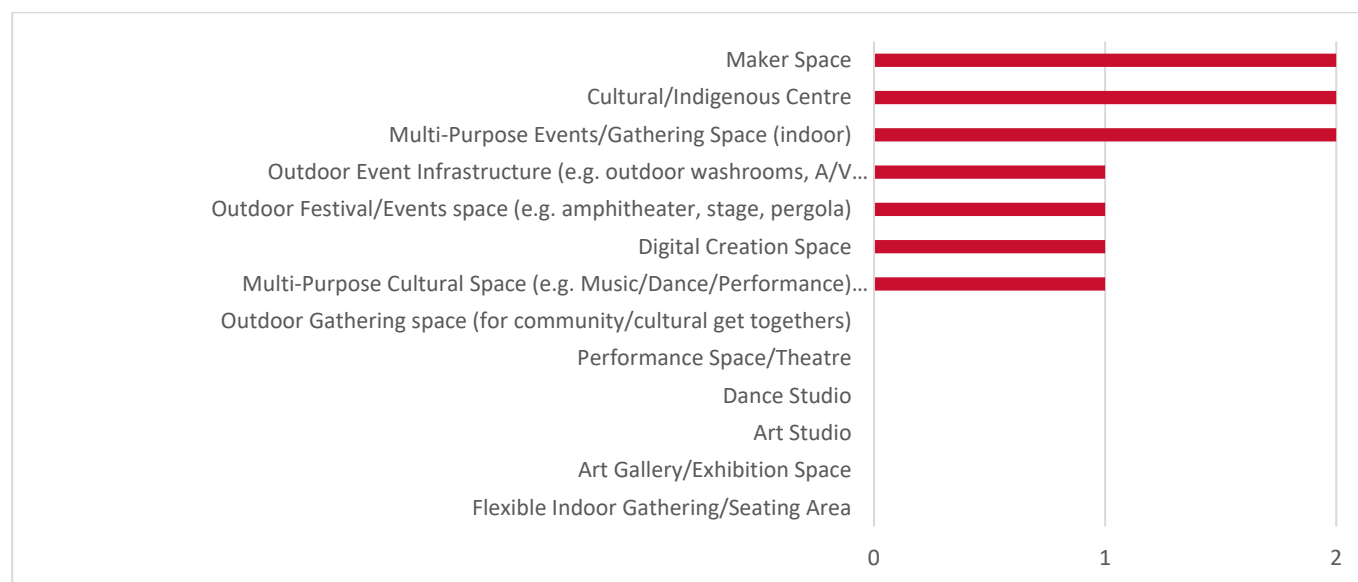 Maker Space
Cultural/Indigenous Centre
Multi-Purpose Events/Gathering Space (indoor)
Outdoor Event Infrastructure (e.g. outdoor washrooms, A/V…
Outdoor Festival/Events space (e.g. amphitheater, stage, pergola)
Digital Creation Space
Multi-Purpose Cultural Space (e.g. Music/Dance/Performance)…
Outdoor Gathering space (for community/cultural get togethers)
Performance Space/Theatre
Dance Studio
Art Studio
Art Gallery/Exhibition Space
Flexible Indoor Gathering/Seating Area
0 1 2